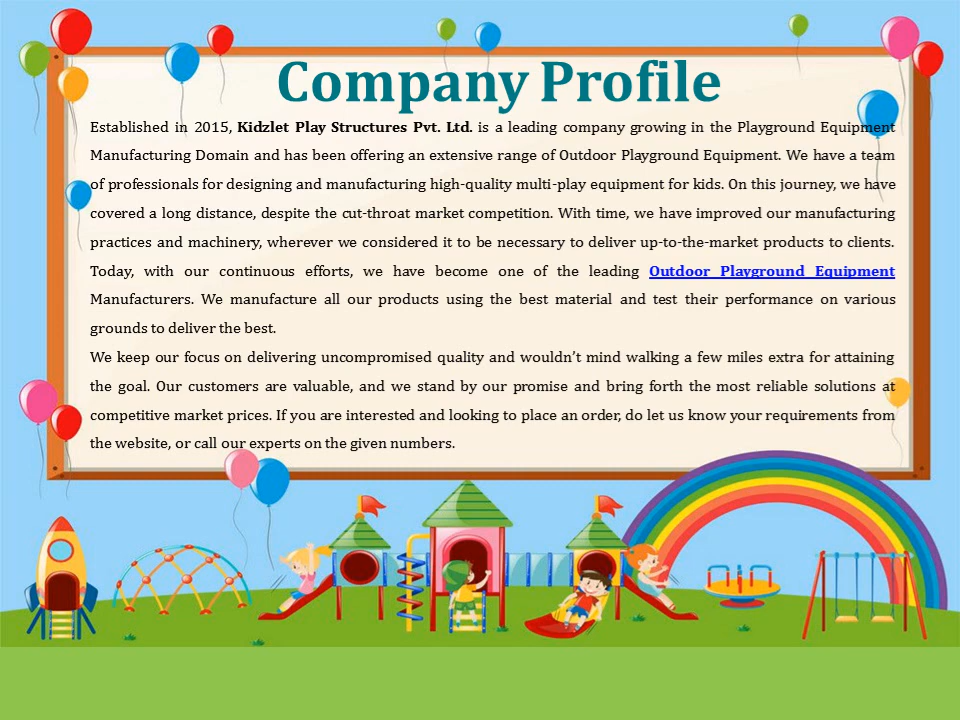 Company Profile
Established in 2015, Kidzlet Play Structures Pvt. Ltd. is a leading company growing in the Playground Equipment
Manufacturing Domain and has been offering an extensive range of Outdoor Playground Equipment. We have a team
of professionals for designing and manufacturing high-quality multi-play equipment for kids. On this journey, we have
covered a long distance, despite the cut-throat market competition. With time, we have improved our manufacturing
practices and machinery, wherever we considered it to be necessary to deliver up-to-the-market products to clients.
Today, with our continuous efforts, we have become one of the leading Outdoor Playground Equipment
Manufacturers. We manufacture all our products using the best material and test their performance on various
grounds to deliver the best.
We keep our focus on delivering uncompromised quality and wouldn’t mind walking a few miles extra for attaining
the goal. Our customers are valuable, and we stand by our promise and bring forth the most reliable solutions at
competitive market prices. If you are interested and looking to place an order, do let us know your requirements from
the website, or call our experts on the given numbers.